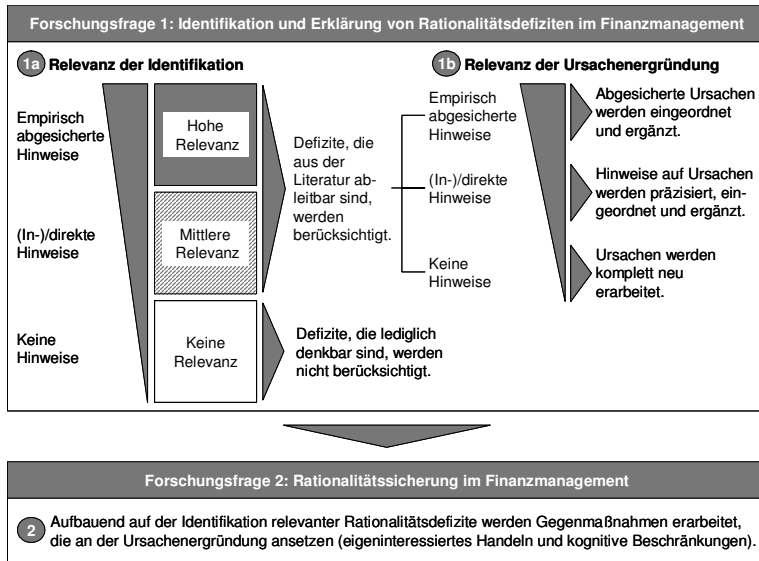 Forschungsfrage 1: Identifikation und Erklärung von Rationalitätsdefiziten im Finanzmanagement
1a Relevanz der Identifikation
Empirisch
abgesicherte
Hinweise
Hohe
Relevanz
(In-)/direkte
Hinweise
Mittlere
Relevanz
Keine
Hinweise
Keine
Relevanz
Defizite, die
aus der
Literatur ab-
leitbar sind,
werden
berücksichtigt.
Defizite, die lediglich
denkbar sind, werden
nicht berücksichtigt.
1b Relevanz der Ursachenergründung
Empirisch
abgesicherte
Hinweise
Abgesicherte Ursachen
werden eingeordnet
und ergänzt.
(In-)/direkte
Hinweise
Hinweise auf Ursachen
werden präzisiert, ein-
geordnet und ergänzt.
Keine
Hinweise
Ursachen werden
komplett neu
erarbeitet.
Forschungsfrage 2: Rationalitätssicherung im Finanzmanagement
2 Aufbauend auf der Identifikation relevanter Rationalitätsdefizite werden Gegenmaßnahmen erarbeitet,
die an der Ursachenergründung ansetzen (eigeninteressiertes Handeln und kognitive Beschränkungen).